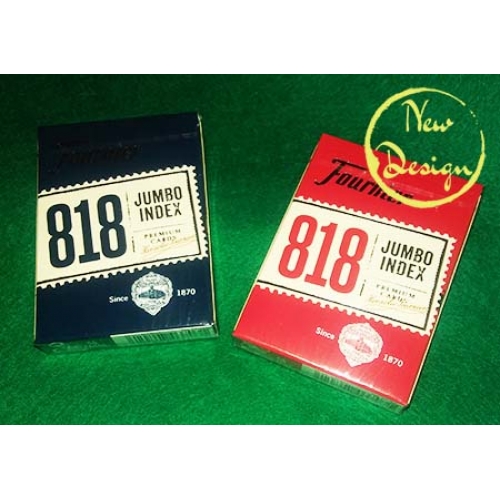 New
Design
Fournier
818
JUMBO
INDEX
PREMIUM
CARDS
Since 1870
Fournier
818
JUMBO
INDEX
PREMIUM
CARDS
Since 1870